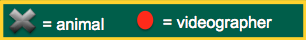 = animal = videographer